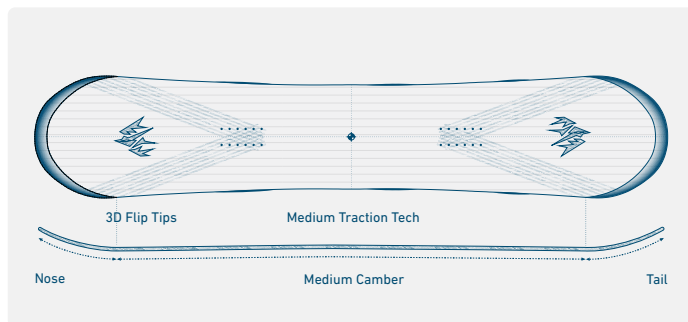 3D Flip Tips
Medium Traction Tech
Nose
Medium Camber
Tail